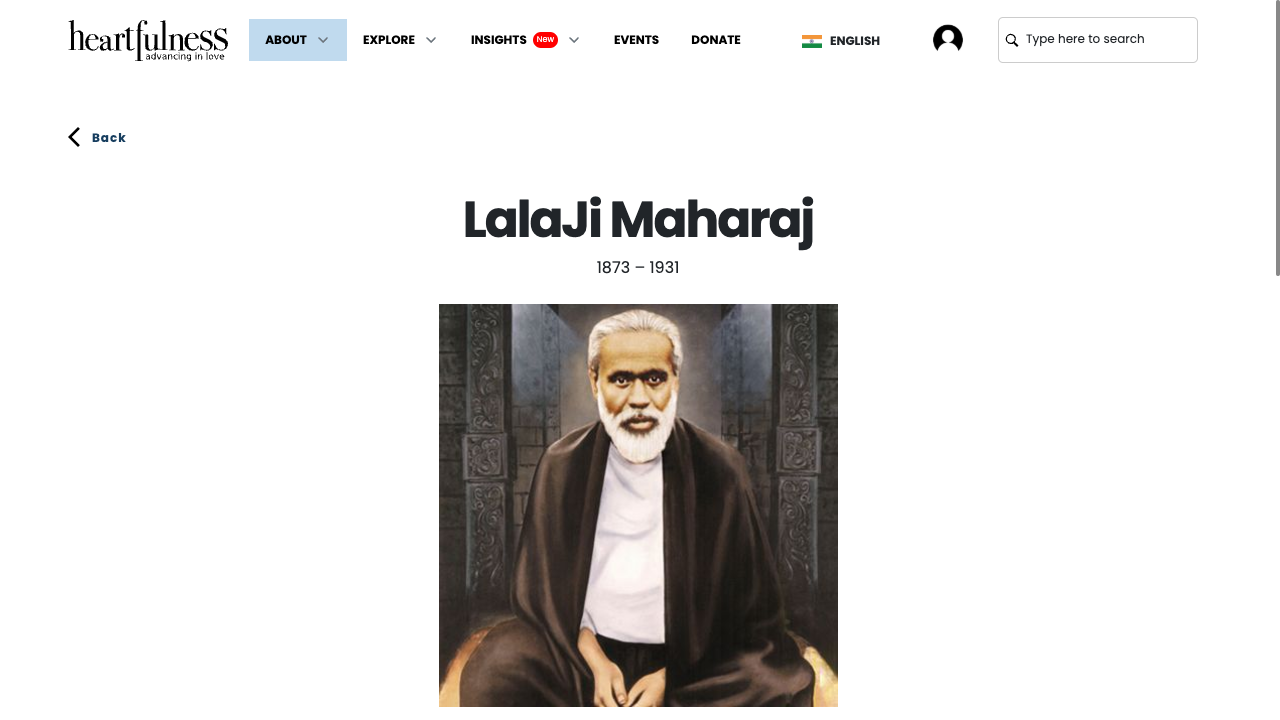 heartfulness
advancing in love
ABOUT
EXPLORE
INSIGHTS New
EVENTS
DONATE
ENGLISH
Type here to search
Back
LalaJi Maharaj
1873 – 1931